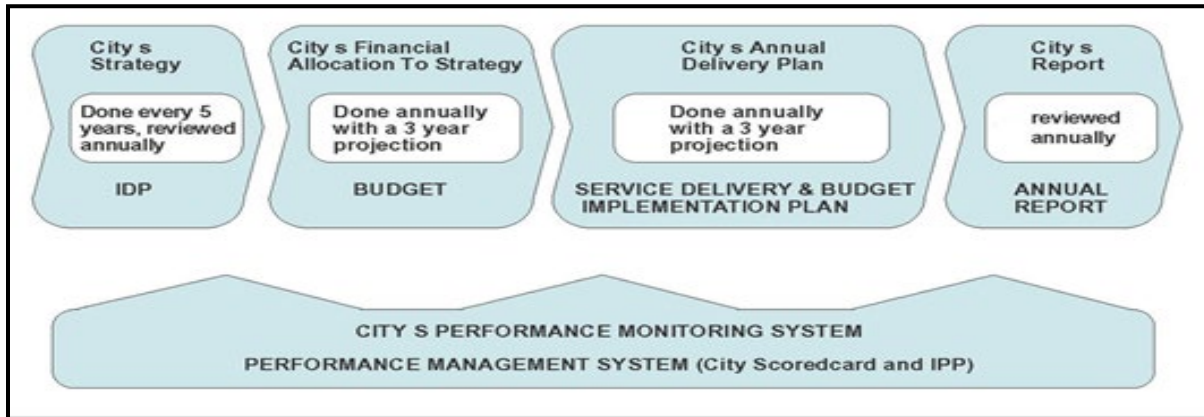 City s
Strategy
Done every 5
years, reviewed
annually
IDP
City s Financial
Allocation To Strategy
Done annually
with a 3 year
projection
BUDGET
City s Annual
Delivery Plan
Done annually
with a 3 year
projection
SERVICE DELIVERY & BUDGET
IMPLEMENTATION PLAN
City s
Report
reviewed
annually
ANNUAL
REPORT
CITY S PERFORMANCE MONITORING SYSTEM
PERFORMANCE MANAGEMENT SYSTEM (City Scoredcard and IPP)